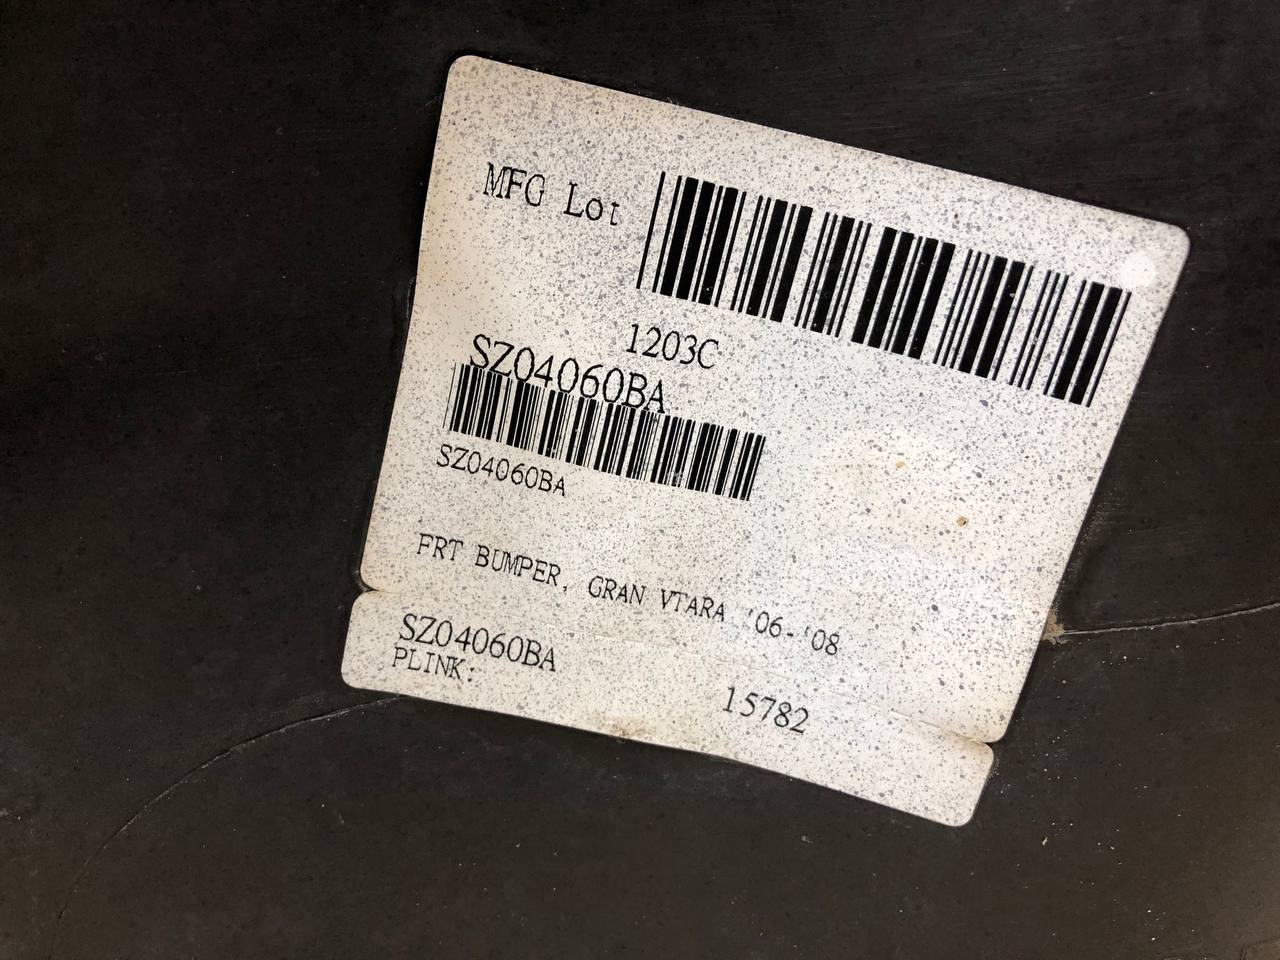 MFG Lot
1203C
SZ04060BA
SZ04060BA
FRT BUMPER, GRAN VTARA '06-'08
SZ04060BA
PLINK:
15782